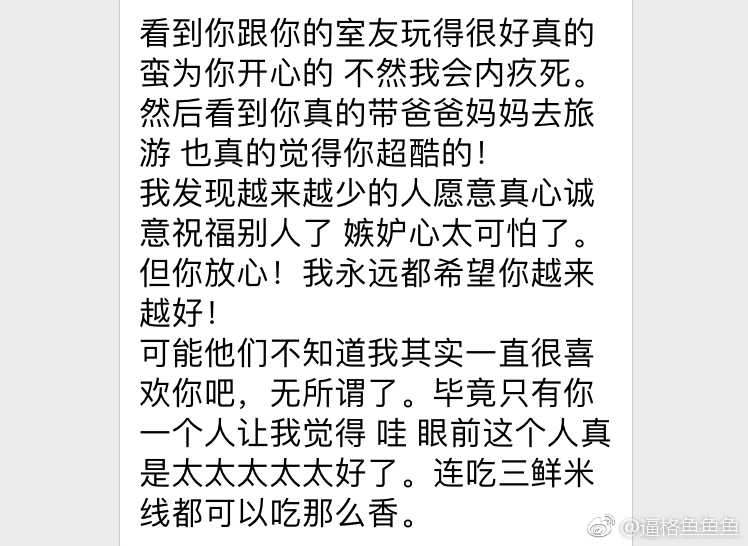 看到你跟你的室友玩得很好真的
蛮为你开心的 不然我会内疚死。
然后看到你真的带爸爸妈妈去旅
游 也真的觉得你超酷的！
我发现越来越少的人愿意真心诚
意祝福别人了 嫉妒心太可怕了。
但你放心！我永远都希望你越来
越好！
可能他们不知道我其实一直很喜
欢你吧，无所谓了。毕竟只有你
一个人让我觉得 哇 眼前这个人真
是太太太太太好了。连吃三鲜米
线都可以吃那么香。
@逼格鱼鱼鱼